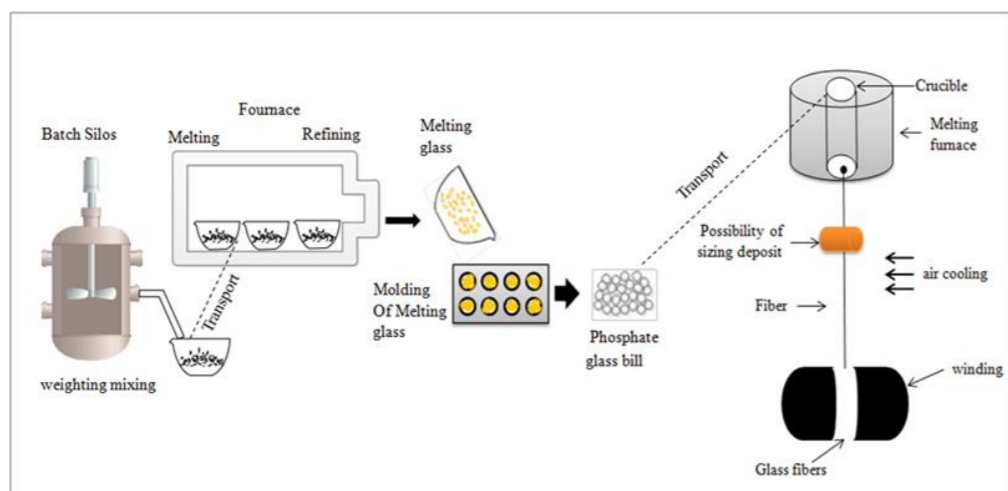 Batch Silos
weighting mixing
Transport
Fournace
Melting
Refining
Melting
glass
Molding
Of Melting
glass
Phosphate
glass bill
Transport
Crucible
Melting
furnace
Possibility of
sizing deposit
air cooling
Fiber
winding
Glass fibers